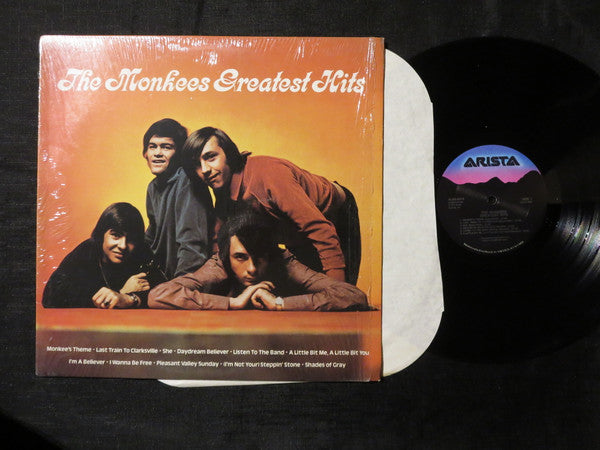 The Monkees Greatest Hits
Monkee's Theme • Last Train To Clarksville • She • Daydream Believer • Listen To The Band • A Little Bit Me, A Little Bit You
I'm A Believer • I Wanna Be Free • Pleasant Valley Sunday • (I'm Not Your) Steppin' Stone • Shades of Gray
ARISTA